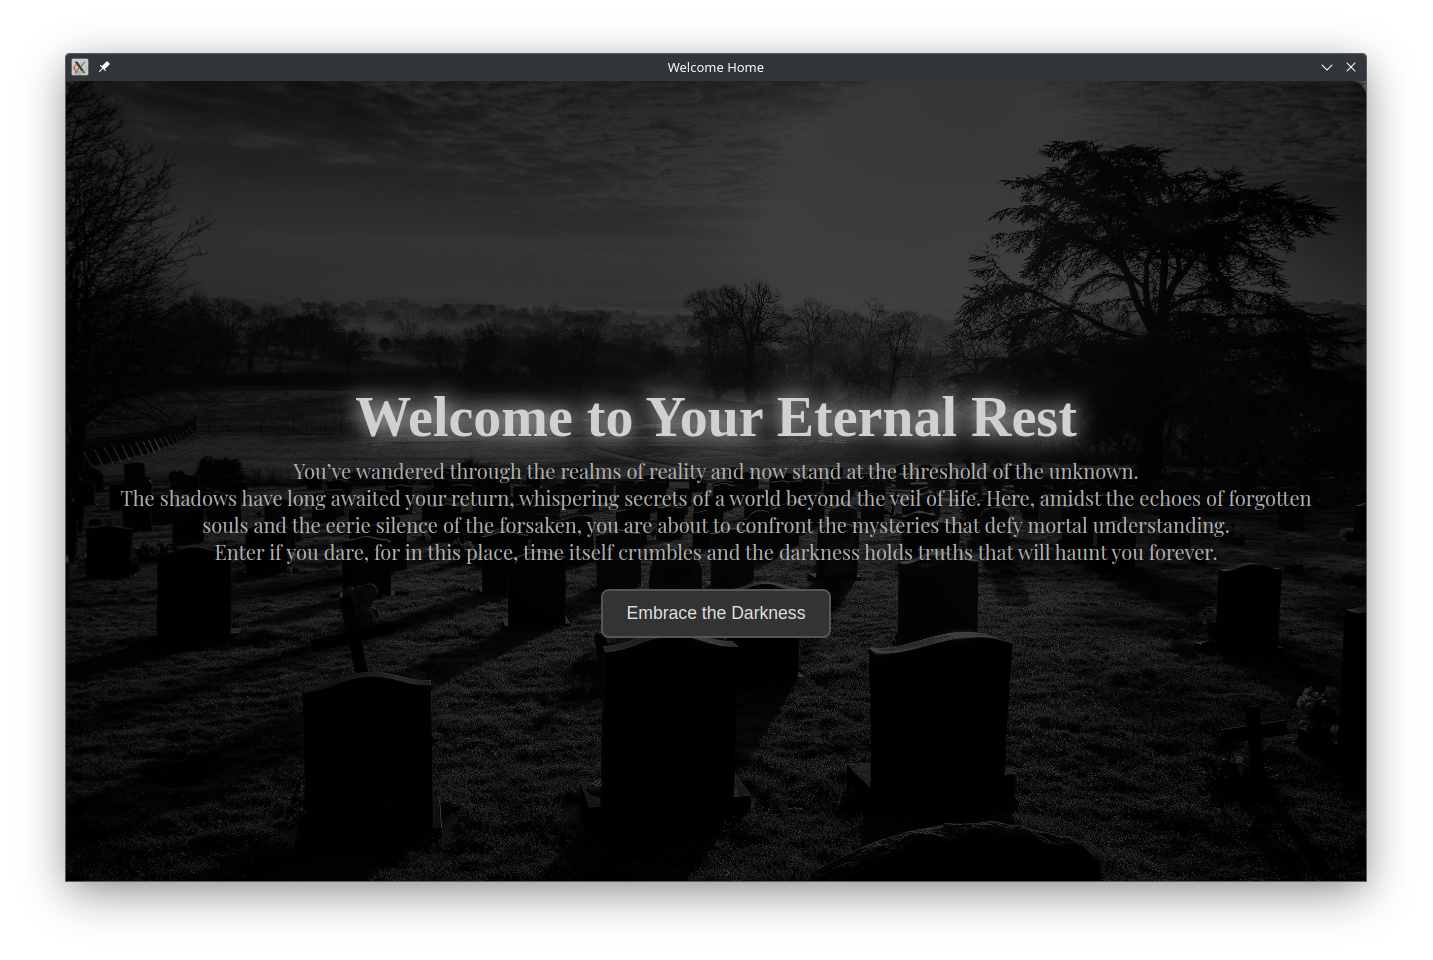 Welcome Home
Welcome to Your Eternal Rest
You’ve wandered through the realms of reality and now stand at the threshold of the unknown.
The shadows have long awaited your return, whispering secrets of a world beyond the veil of life. Here, amidst the echoes of forgotten
souls and the eerie silence of the forsaken, you are about to confront the mysteries that defy mortal understanding.
Enter if you dare, for in this place, time itself crumbles and the darkness holds truths that will haunt you forever.
Embrace the Darkness